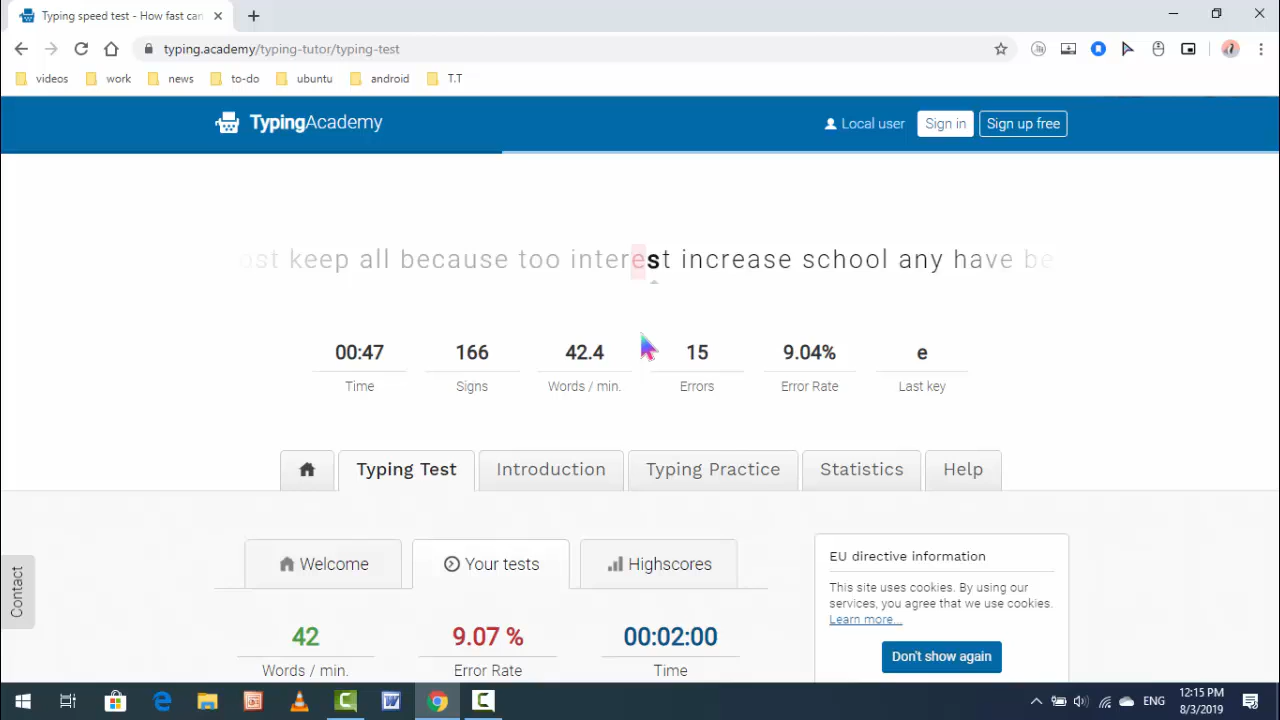 Typing speed test - How fast can
typing.academy/typing-tutor/typing-test
videos work news to-do ubuntu android T.T
TypingAcademy
Local user Sign in Sign up free
ost keep all because too interest increase school any have be
00:47 166 42.4 15 9.04% e
Time Signs Words / min. Errors Error Rate Last key
Typing Test Introduction Typing Practice Statistics Help
Welcome Your tests Highscores
EU directive information
This site uses cookies. By using our
services, you agree that we use cookies.
Learn more...
Don't show again
Contact
42 9.07 % 00:02:00
Words / min. Error Rate Time
ENG
12:15 PM
8/3/2019